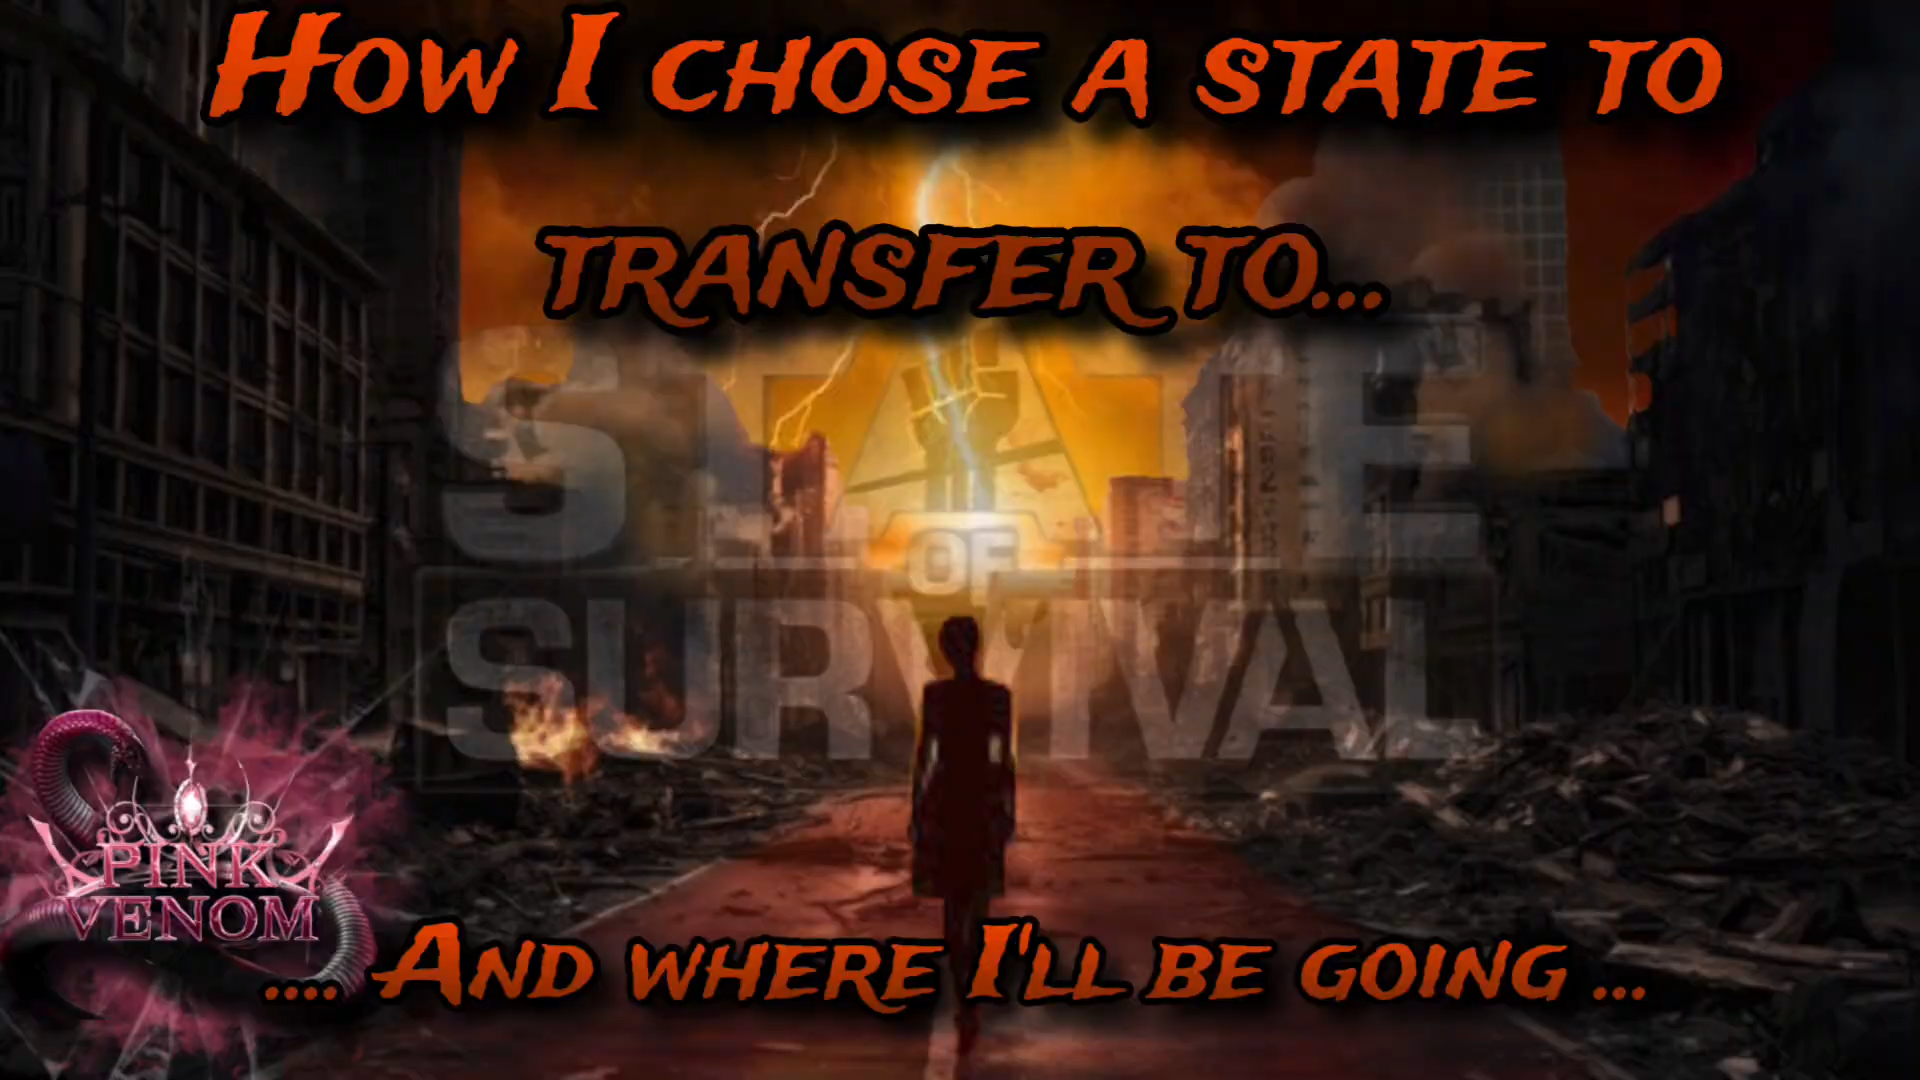 How I chose a state to
transfer to...
STATE
OF
SURVIVAL
PINK
VENOM
.... And where I'll be going ...